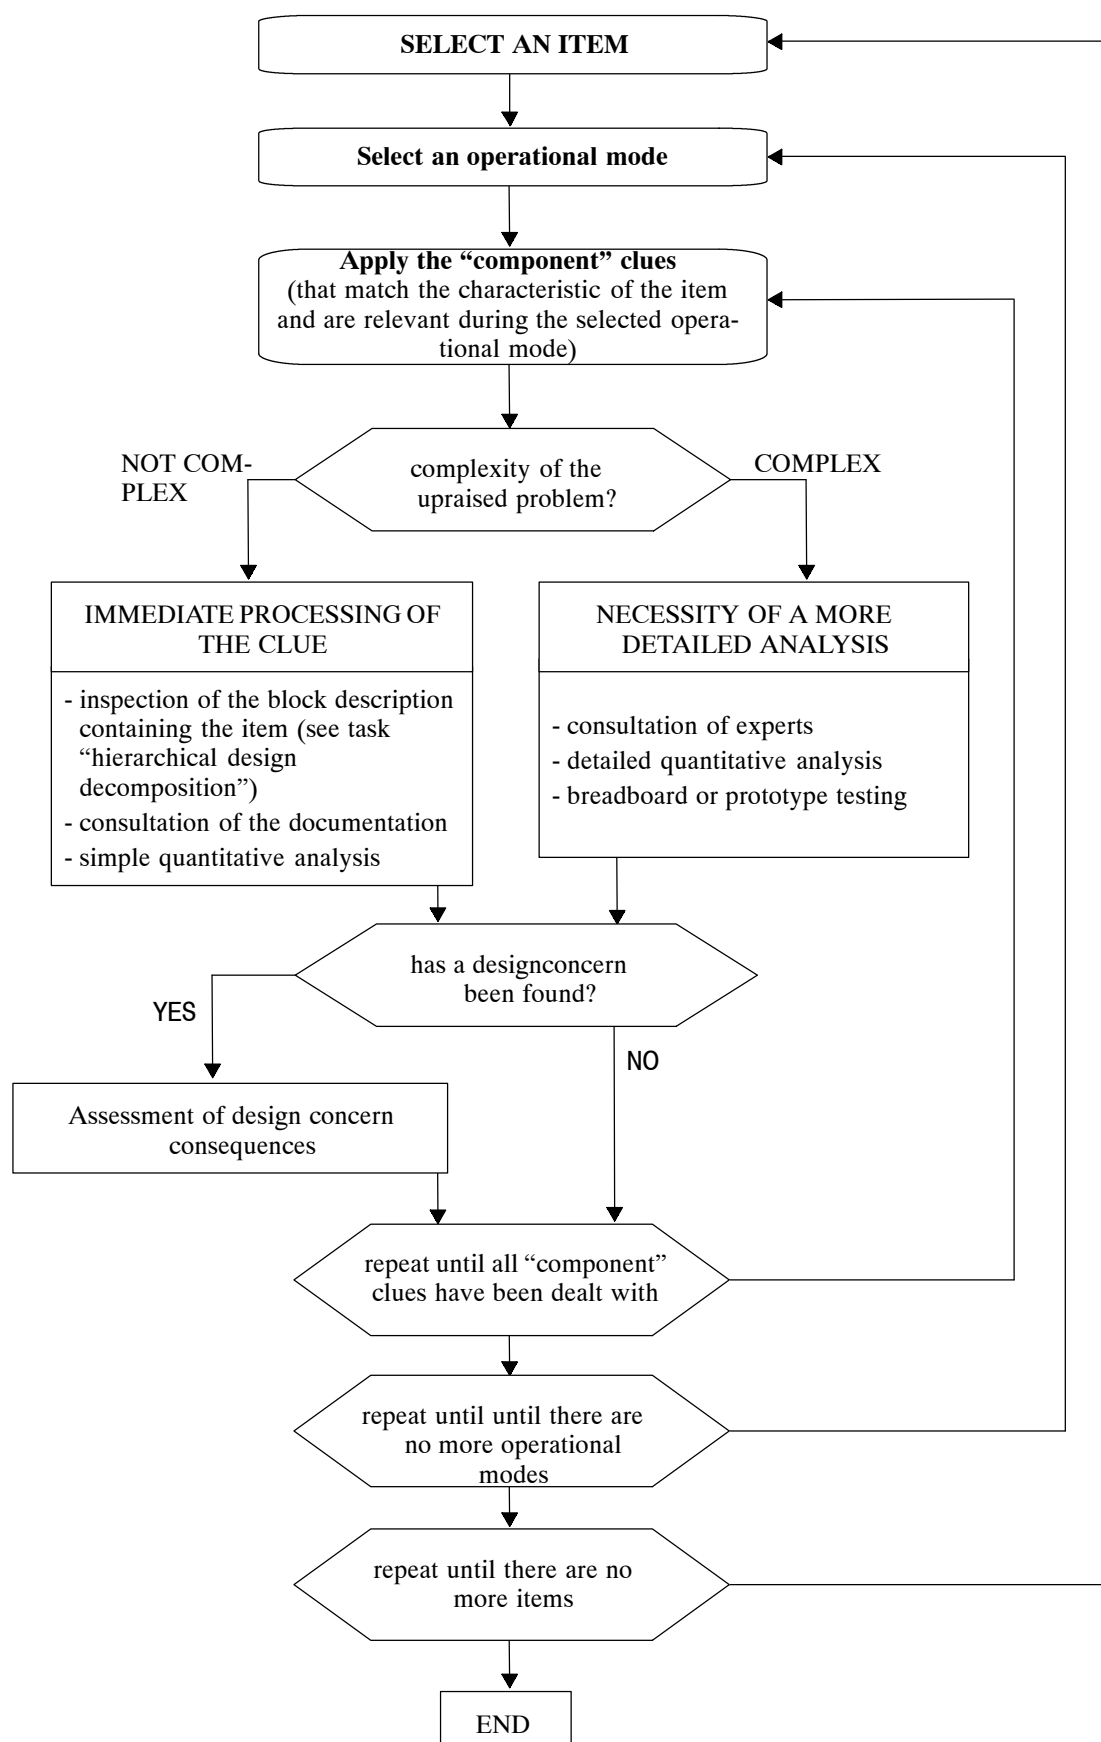 SELECT AN ITEM
Select an operational mode
Apply the “component” clues
(that match the characteristic of the item
and are relevant during the selected opera-
tional mode)
NOT COM-
PLEX
complexity of the
upraised problem?
COMPLEX
IMMEDIATE PROCESSING OF
THE CLUE
- inspection of the block description
containing the item (see task
“hierarchical design
decomposition”)
- consultation of the documentation
- simple quantitative analysis
NECESSITY OF A MORE
DETAILED ANALYSIS
- consultation of experts
- detailed quantitative analysis
- breadboard or prototype testing
has a designconcern
been found?
YES
NO
Assessment of design concern
consequences
repeat until all “component”
clues have been dealt with
repeat until until there are
no more operational
modes
repeat until there are no
more items
END